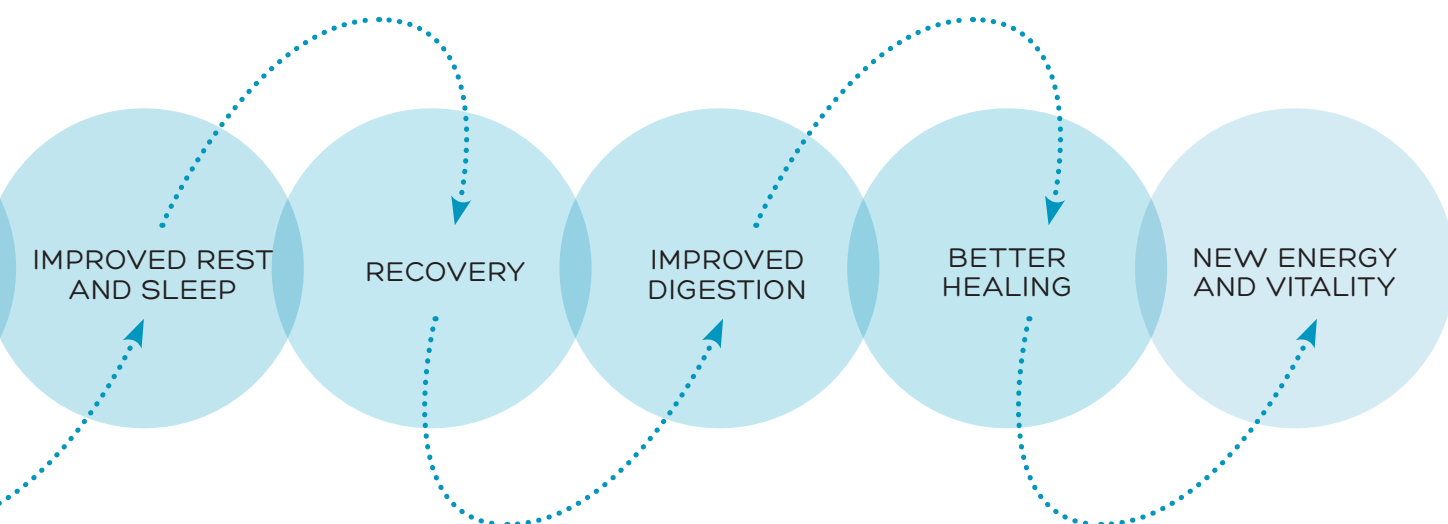 IMPROVED REST
AND SLEEP
RECOVERY
IMPROVED
DIGESTION
BETTER
HEALING
NEW ENERGY
AND VITALITY